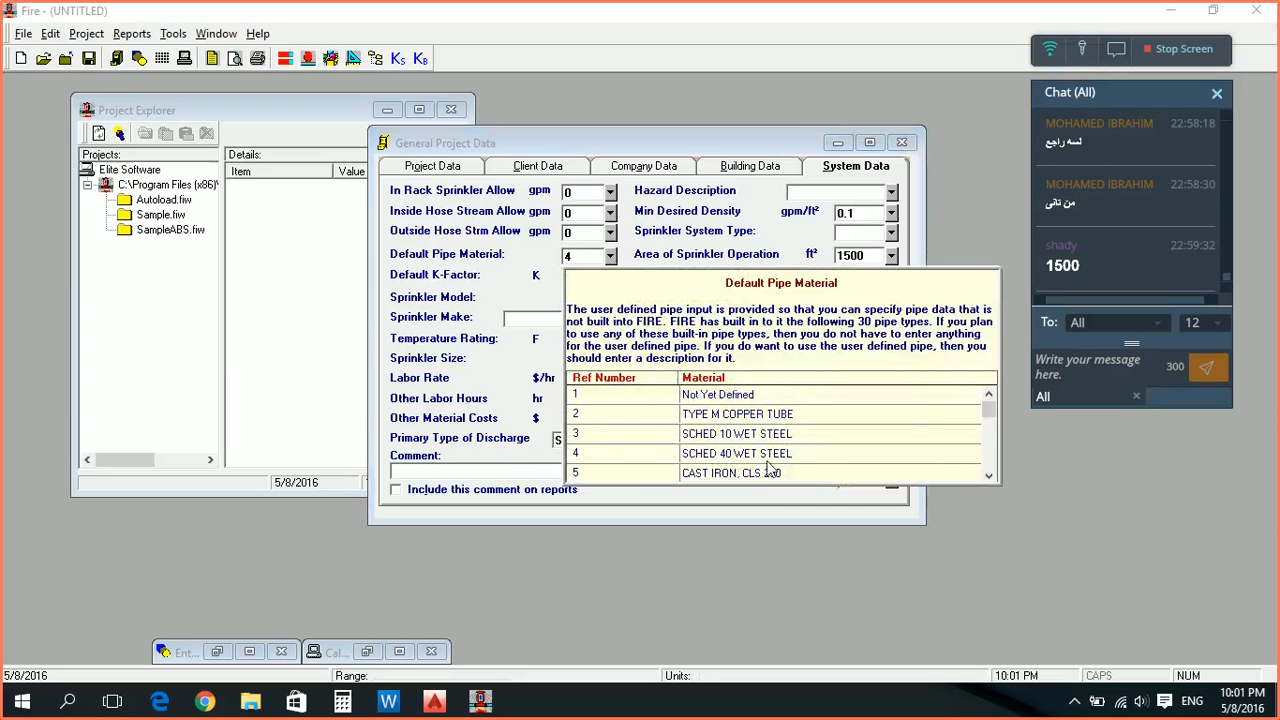 Fire - (UNTITLED)
File Edit Project Reports Tools Window Help
KS KB
Stop Screen
Project Explorer
Projects:
Details:
Item
Value
Elite Software
C:\Program Files (x86)\
Autoload.fiw
Sample.fiw
SampleABS.fiw
5/8/2016
General Project Data
Project Data
Client Data
Company Data
Building Data
System Data
In Rack Sprinkler Allow gpm 0
Hazard Description
Inside Hose Stream Allow gpm 0
Min Desired Density gpm/ft² 0.1
Outside Hose Strm Allow gpm 0
Sprinkler System Type:
Default Pipe Material 4
Area of Sprinkler Operation ft² 1500
Default K-Factor: K
Sprinkler Model:
Sprinkler Make:
Temperature Rating: F
Sprinkler Size:
Labor Rate $/hr
Other Labor Hours hr
Other Material Costs $
Primary Type of Discharge S
Comment:
Include this comment on reports
Default Pipe Material
The user defined pipe input is provided so that you can specify pipe data that is
not built into FIRE. FIRE has built in to it the following 30 pipe types. If you plan
to use any of these built-in pipe types, then you do not have to enter anything
for the user defined pipe. If you do want to use the user defined pipe, then you
should enter a description for it.
Ref Number Material
1 Not Yet Defined
2 TYPE M COPPER TUBE
3 SCHED 10 WET STEEL
4 SCHED 40 WET STEEL
5 CAST IRON, CLS
Chat (All)
MOHAMED IBRAHIM 22:58:18
لسه راجع
MOHAMED IBRAHIM 22:58:30
من تانى
shady 22:59:32
1500
To: All 12
Write your message
here.
300
All
Ent...
Cal...
5/8/2016
Range:
Units:
10:01 PM
CAPS
NUM
ENG
10:01 PM
5/8/2016